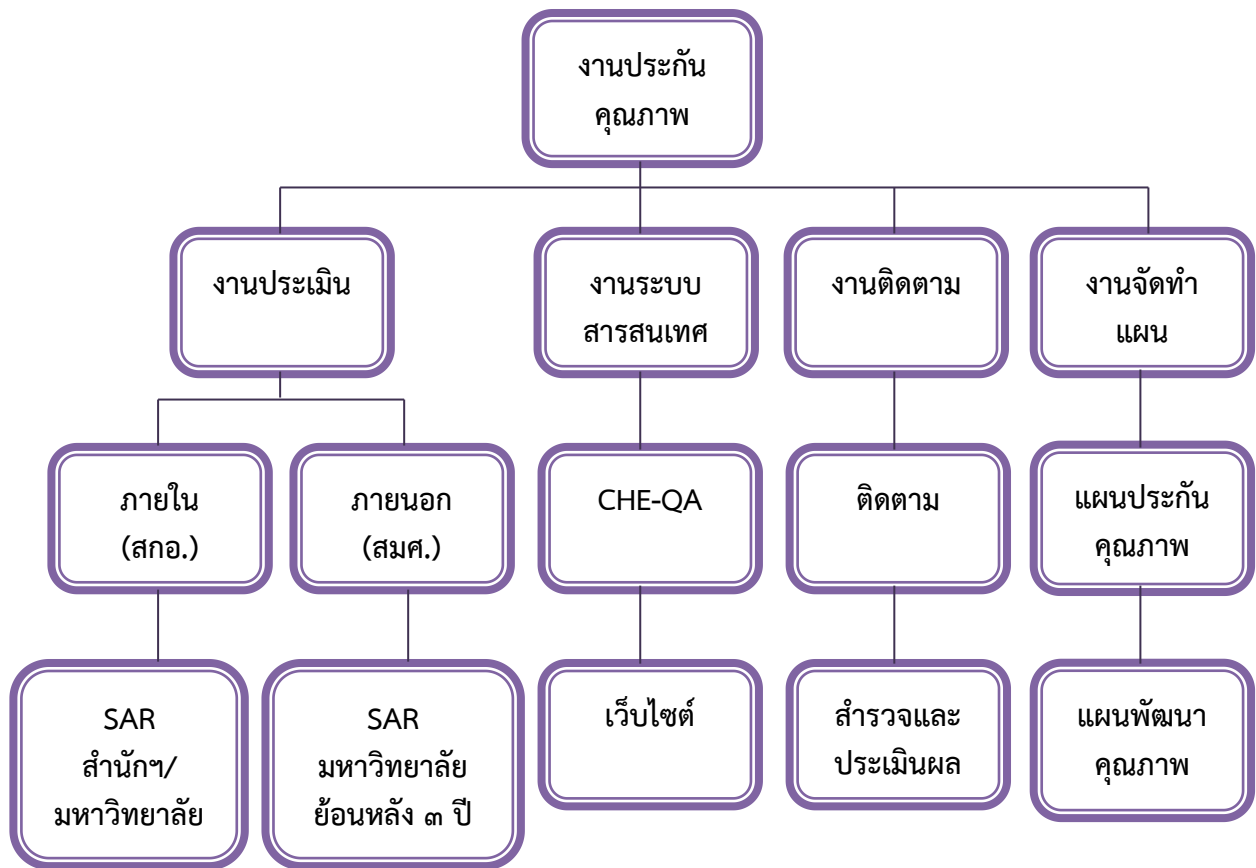 งานประกัน
คุณภาพ
งานประเมิน
งานระบบ
สารสนเทศ
งานติดตาม
งานจัดทำ
แผน
ภายใน
(สกอ.)
ภายนอก
(สมศ.)
CHE-QA
ติดตาม
แผนประกัน
คุณภาพ
SAR
สำนักฯ/
มหาวิทยาลัย
SAR
มหาวิทยาลัย
ย้อนหลัง ๓ ปี
เว็บไซต์
สำรวจและ
ประเมินผล
แผนพัฒนา
คุณภาพ